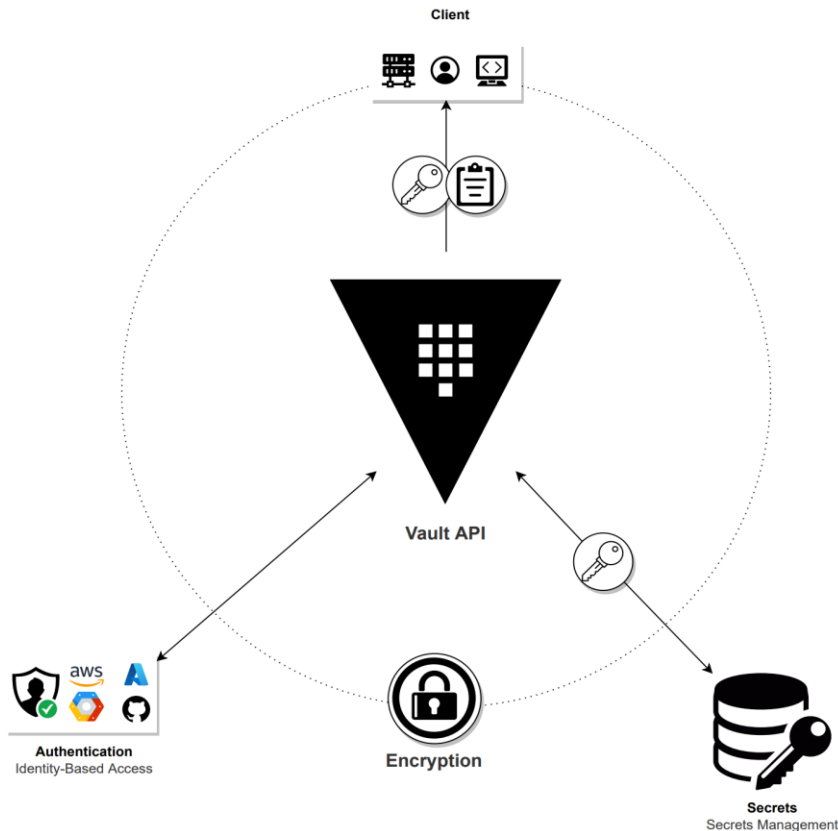 Client
Vault API
aws
Authentication
Identity-Based Access
Encryption
Secrets
Secrets Management